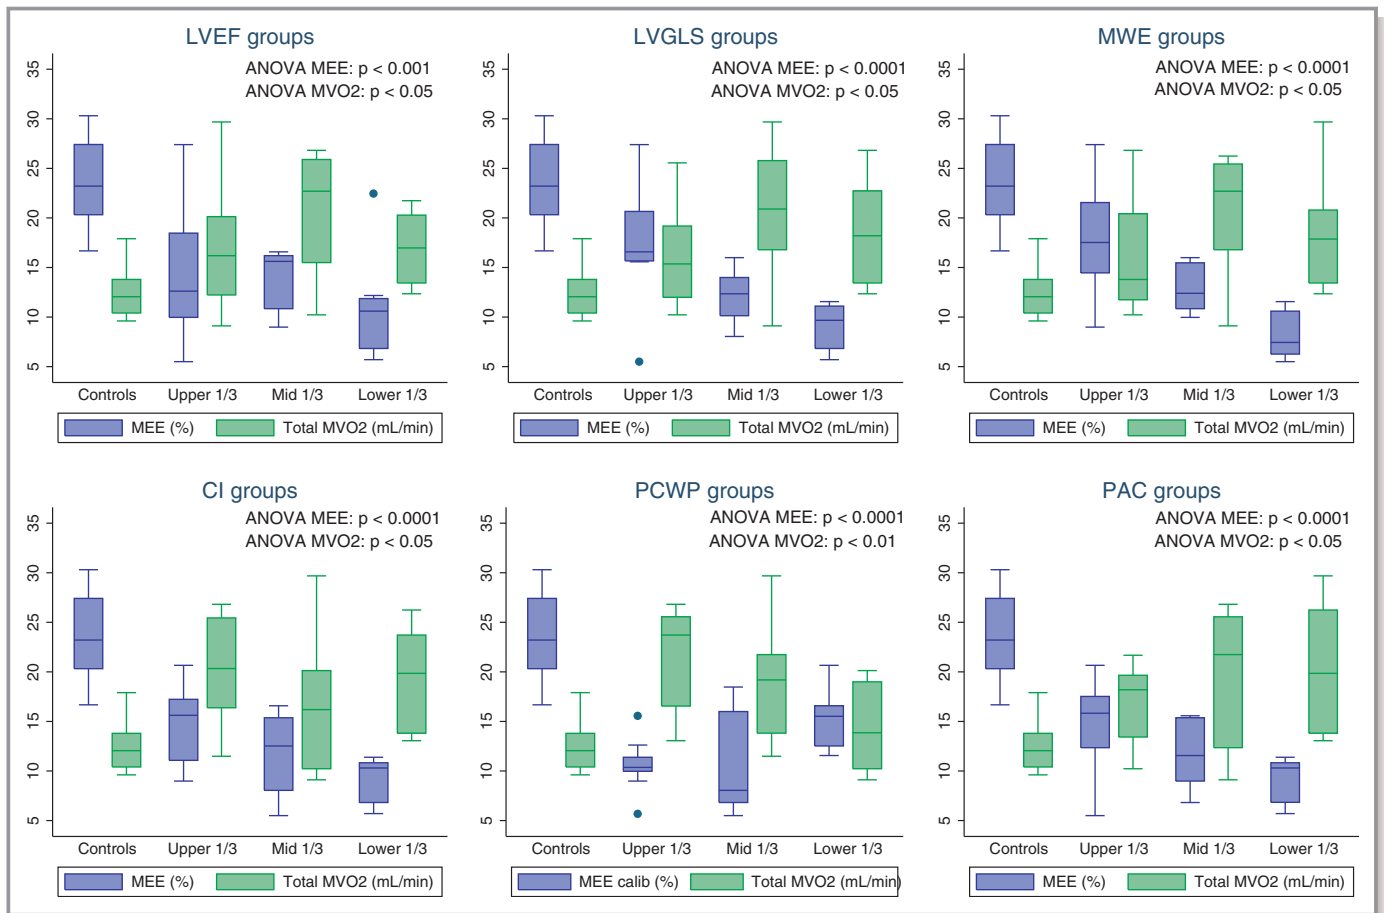 LVEF groups
ANOVA MEE: p < 0.001
ANOVA MVO2: p < 0.05
35
30
25
20
15
10
5
Controls Upper 1/3 Mid 1/3 Lower 1/3
MEE (%) Total MVO2 (mL/min)
LVGLS groups
ANOVA MEE: p < 0.0001
ANOVA MVO2: p < 0.05
35
30
25
20
15
10
5
Controls Upper 1/3 Mid 1/3 Lower 1/3
MEE (%) Total MVO2 (mL/min)
MWE groups
ANOVA MEE: p < 0.0001
ANOVA MVO2: p < 0.05
35
30
25
20
15
10
5
Controls Upper 1/3 Mid 1/3 Lower 1/3
MEE (%) Total MVO2 (mL/min)
CI groups
ANOVA MEE: p < 0.0001
ANOVA MVO2: p < 0.05
35
30
25
20
15
10
5
Controls Upper 1/3 Mid 1/3 Lower 1/3
MEE (%) Total MVO2 (mL/min)
PCWP groups
ANOVA MEE: p < 0.0001
ANOVA MVO2: p < 0.01
35
30
25
20
15
10
5
Controls Upper 1/3 Mid 1/3 Lower 1/3
MEE calib (%) Total MVO2 (mL/min)
PAC groups
ANOVA MEE: p < 0.0001
ANOVA MVO2: p < 0.05
35
30
25
20
15
10
5
Controls Upper 1/3 Mid 1/3 Lower 1/3
MEE (%) Total MVO2 (mL/min)